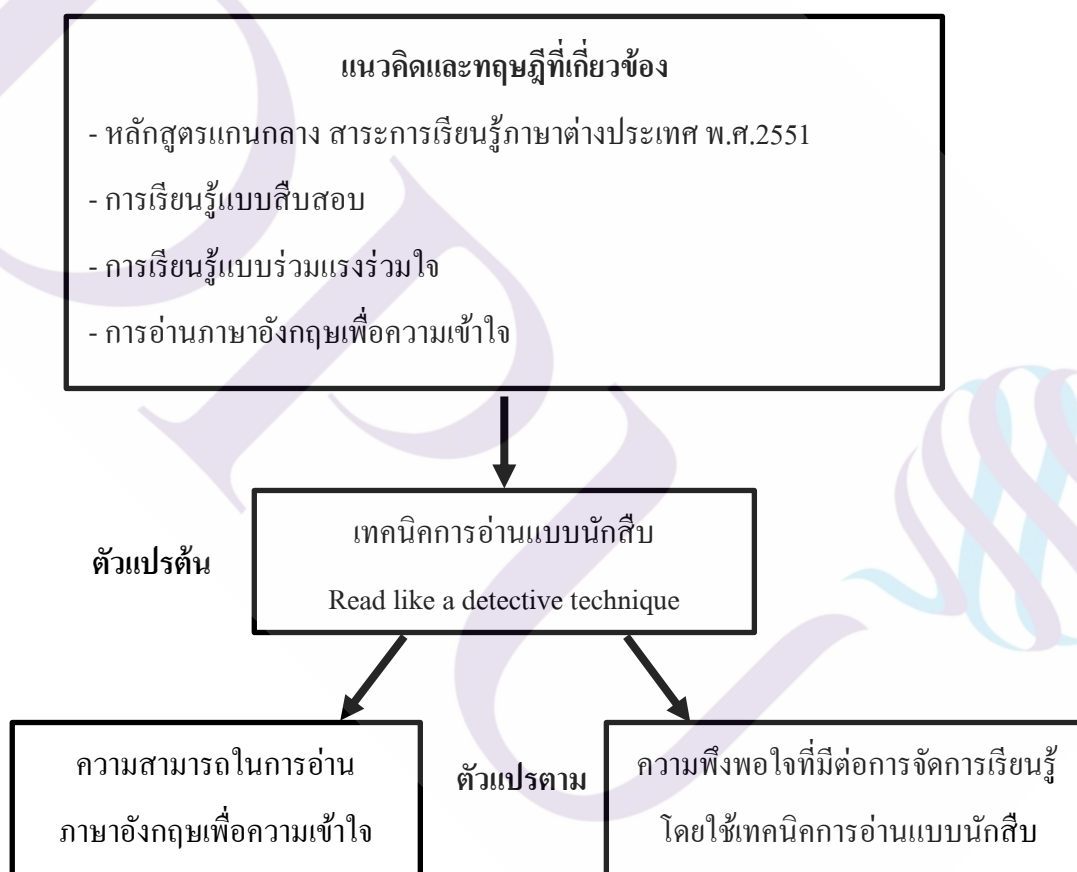 แนวคิดและทฤษฎีที่เกี่ยวข้อง
- หลักสูตรแกนกลาง สาระการเรียนรู้ภาษาต่างประเทศ พ.ศ.2551
- การเรียนรู้แบบสืบสอบ
- การเรียนรู้แบบร่วมแรงร่วมใจ
- การอ่านภาษาอังกฤษเพื่อความเข้าใจ
ตัวแปรต้น
เทคนิคการอ่านแบบนักสืบ
Read like a detective technique
ความสามารถในการอ่าน
ภาษาอังกฤษเพื่อความเข้าใจ
ตัวแปรตาม
ความพึงพอใจที่มีต่อการจัดการเรียนรู้
โดยใช้เทคนิคการอ่านแบบนักสืบ
DPU